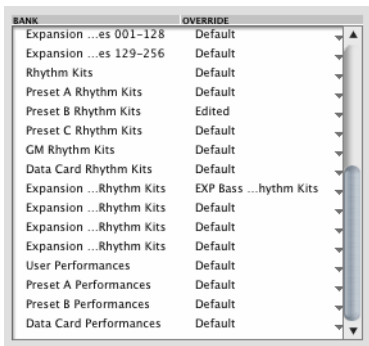 BANK OVERRIDE
Expansion ...es 001-128 Default
Expansion ...es 129-256 Default
Rhythm Kits Default
Preset A Rhythm Kits Default
Preset B Rhythm Kits Edited
Preset C Rhythm Kits Default
GM Rhythm Kits Default
Data Card Rhythm Kits Default
Expansion ...Rhythm Kits EXP Bass ...hythm Kits
Expansion ...Rhythm Kits Default
Expansion ...Rhythm Kits Default
Expansion ...Rhythm Kits Default
User Performances Default
Preset A Performances Default
Preset B Performances Default
Data Card Performances Default